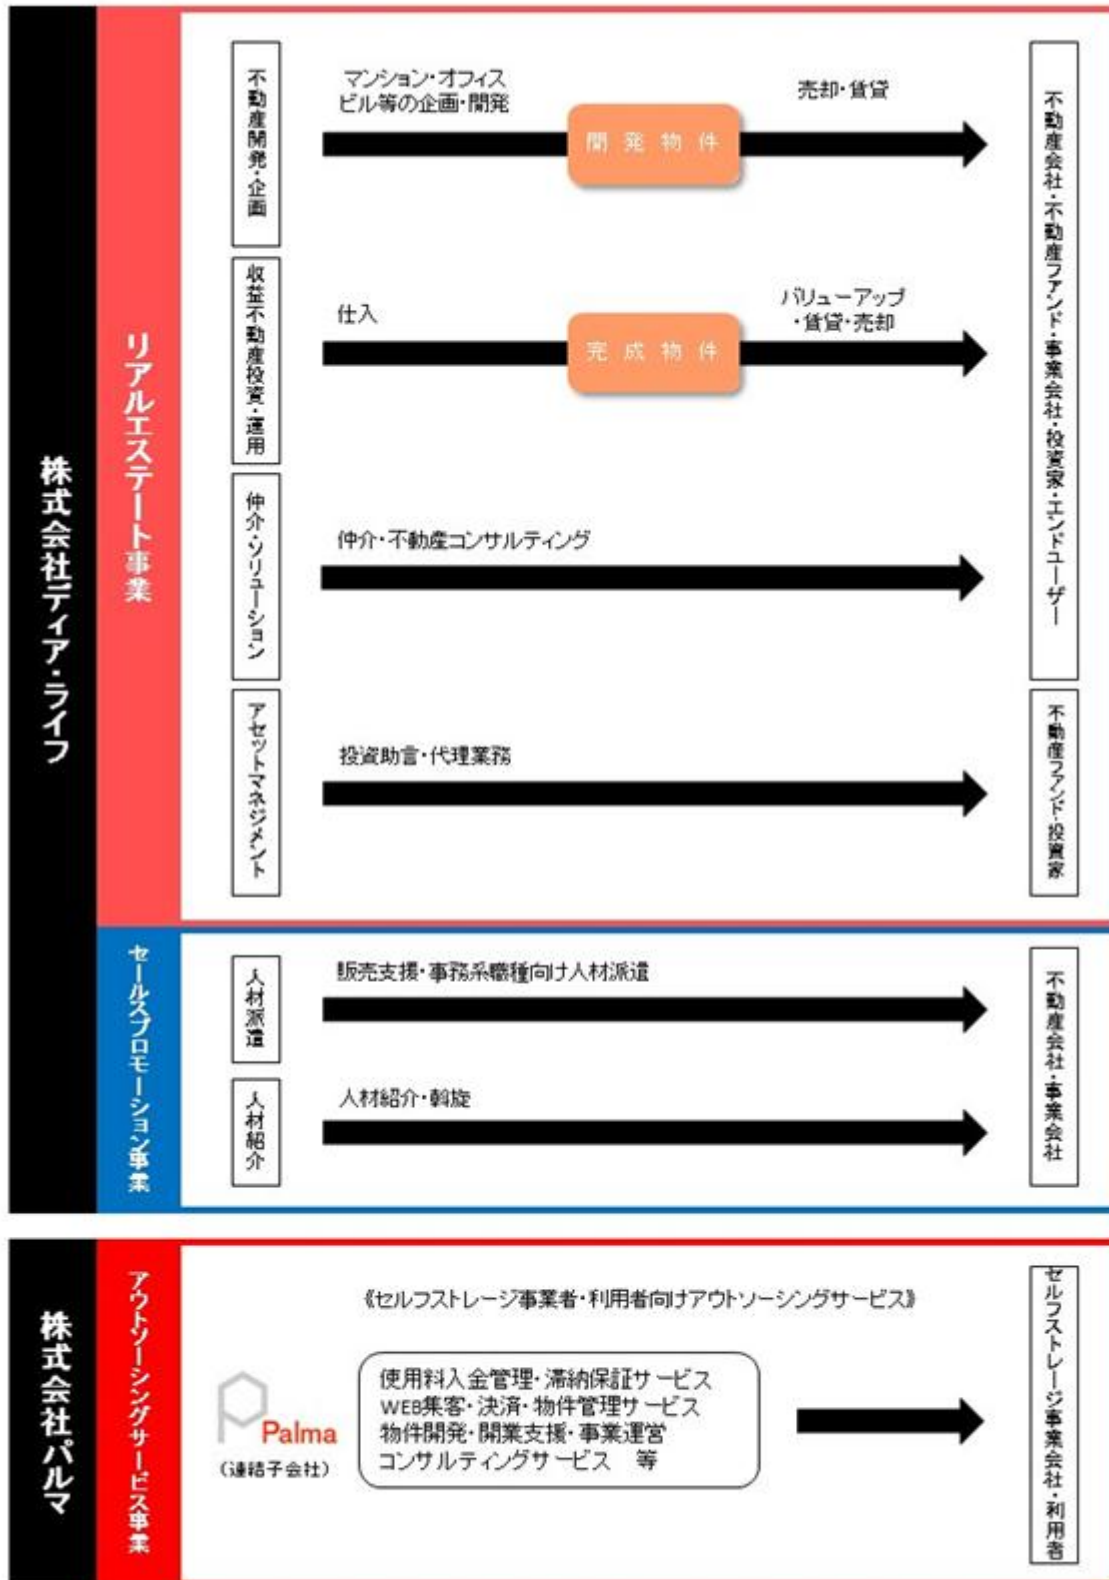 株式会社ディア・ライフ
リアルエステート事業
不動産開発・企画
マンション・オフィス
ビル等の企画・開発
開発物件
売却・賃貸
不動産会社・不動産ファンド・事業会社・投資家・エンドユーザー
収益不動産投資・運用
仕入
完成物件
バリューアップ
・賃貸・売却
仲介・ソリューション
仲介・不動産コンサルティング
アセットマネジメント
投資助言・代理業務
不動産ファンド・投資家
セールスプロモーション事業
人材派遣
販売支援・事務系職種向け人材派遣
不動産会社・事業会社
人材紹介
人材紹介・斡旋
株式会社パルマ
アウトソーシングサービス事業
《セルフストレージ事業者・利用者向けアウトソーシングサービス》
Palma
(連結子会社)
使用料入金管理・滞納保証サービス
WEB集客・決済・物件管理サービス
物件開発・開業支援・事業運営
コンサルティングサービス 等
セルフストレージ事業会社・利用者